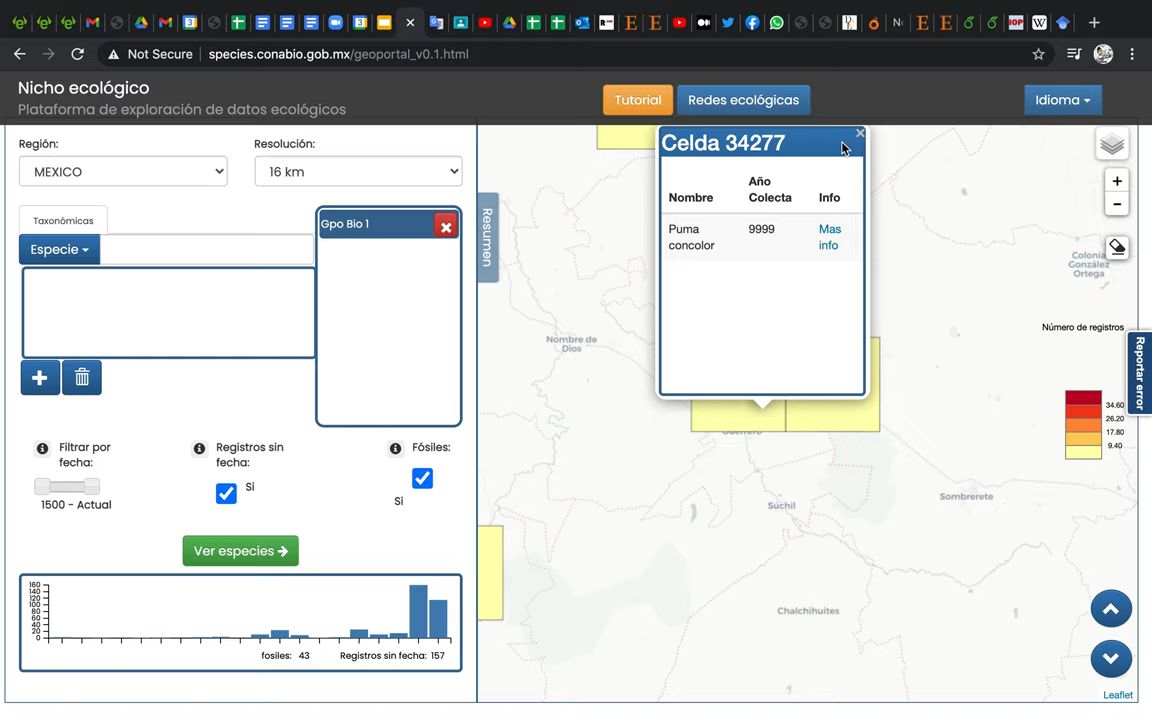 Not Secure
species.conabio.gob.mx/geoportal_v0.1.html
Nicho ecológico
Plataforma de exploración de datos ecológicos
Tutorial
Redes ecológicas
Idioma
Región:
Resolución:
MEXICO
16 km
Taxonómicas
Especie
Gpo Bio 1
Resumen
Filtrar por
fecha:
1500 - Actual
Registros sin
fecha:
Si
Fósiles:
Si
Ver especies
160
140
120
100
80
60
40
20
0
fosiles: 43
Registros sin fecha: 157
Celda 34277
Nombre
Año
Colecta
Info
Puma
concolor
9999
Mas
info
+
-
Colonia
González
Ortega
Nombre de
Dios
Guerrero
Súchil
Sombrerete
Chalchihuites
Número de registros
34.60
26.20
17.80
9.40
Reportar error
Leaflet